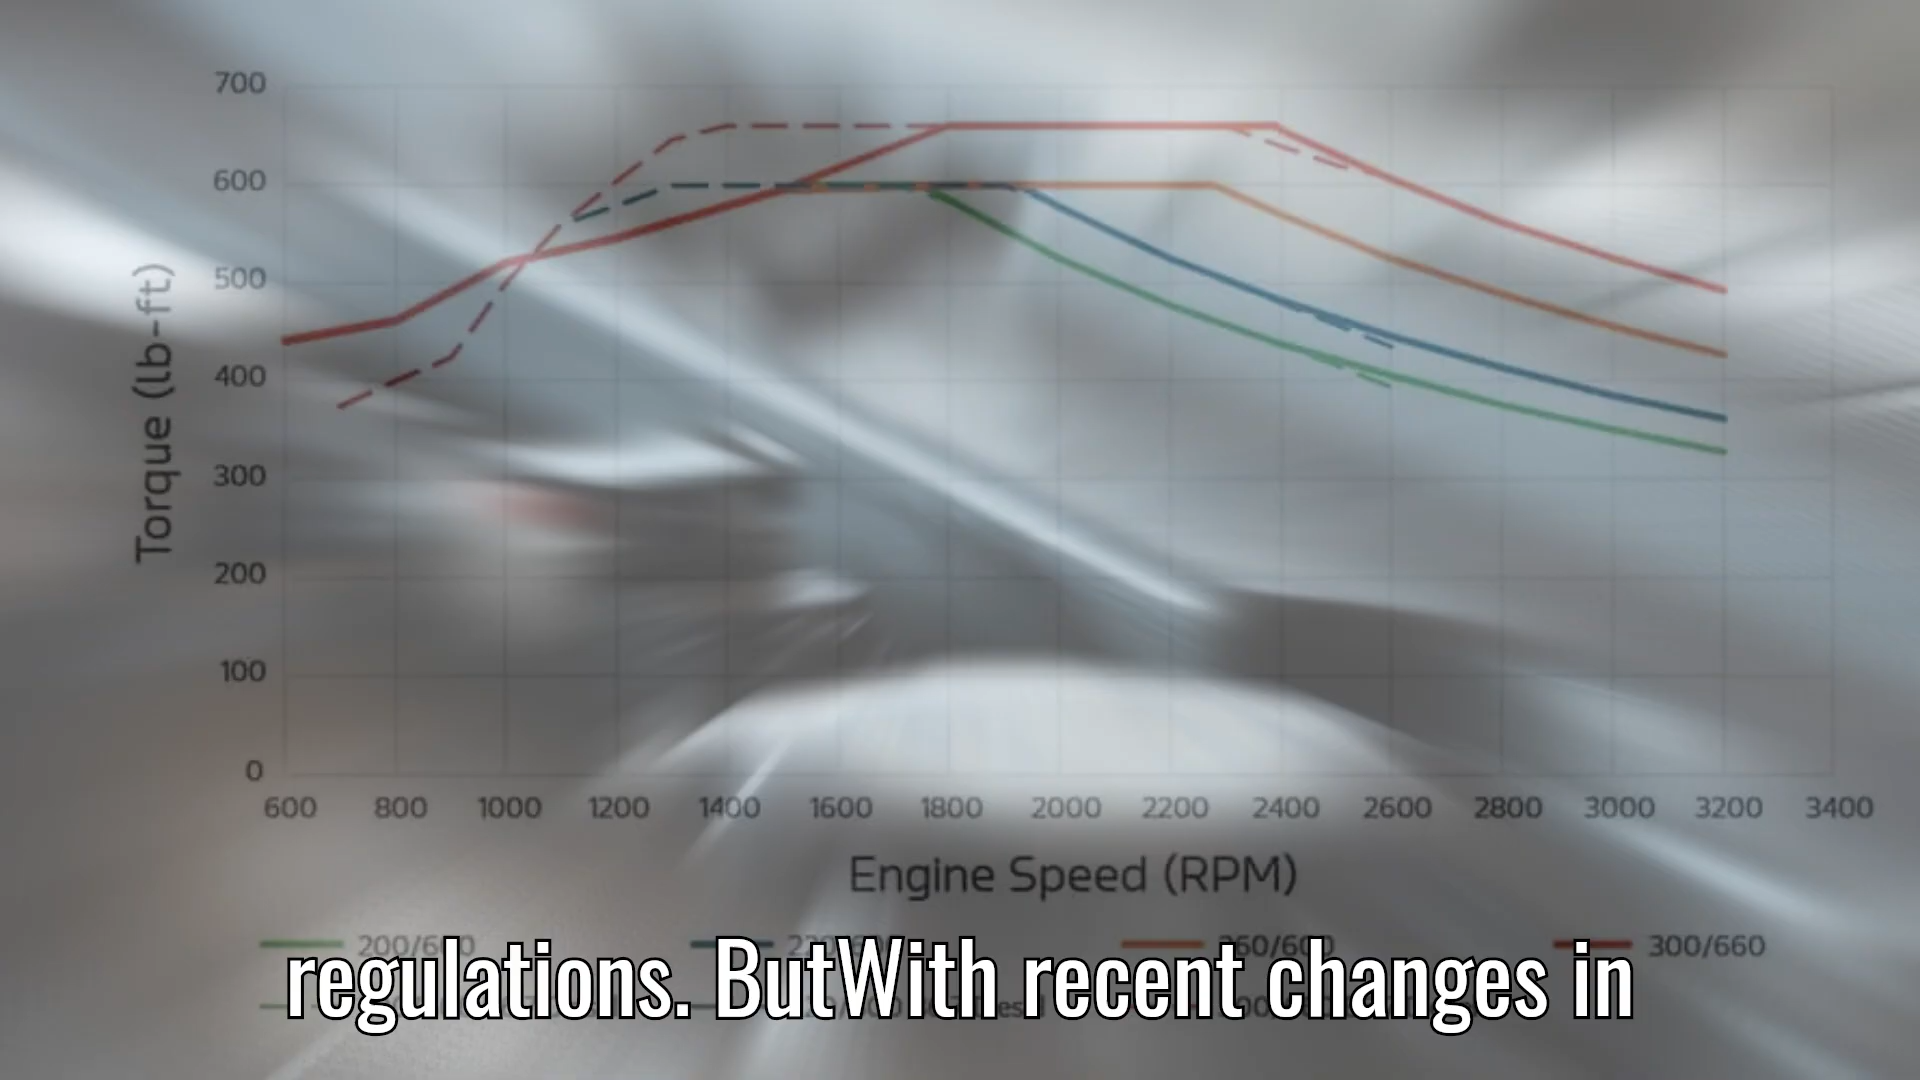 700
600
500
400
300
200
100
0
Torque (lb-ft)
600 800 1000 1200 1400 1600 1800 2000 2200 2400 2600 2800 3000 3200 3400
Engine Speed (RPM)
300/660
regulations. ButWith recent changes in